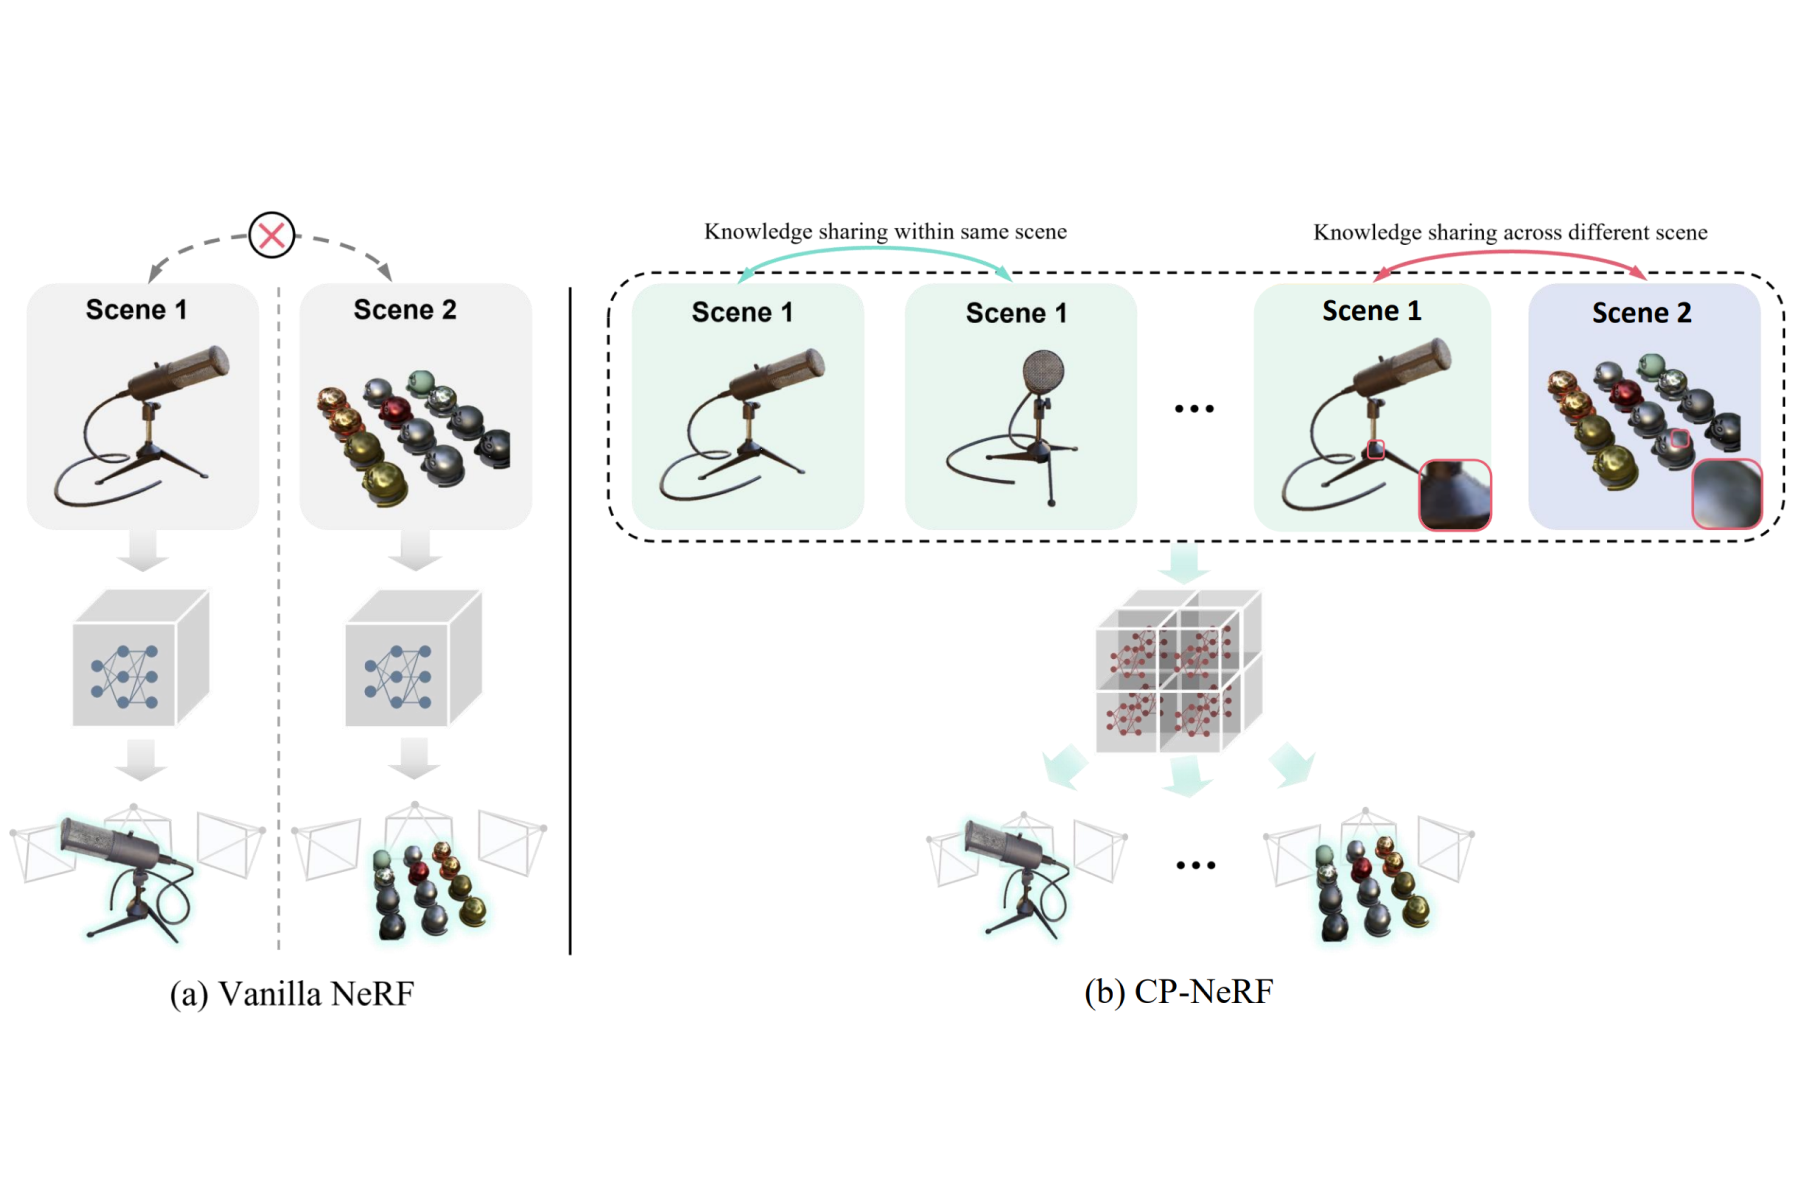 Scene 1
Scene 2
(a) Vanilla NeRF
Knowledge sharing within same scene
Knowledge sharing across different scene
Scene 1
Scene 1
...
Scene 1
Scene 2
...
(b) CP-NeRF